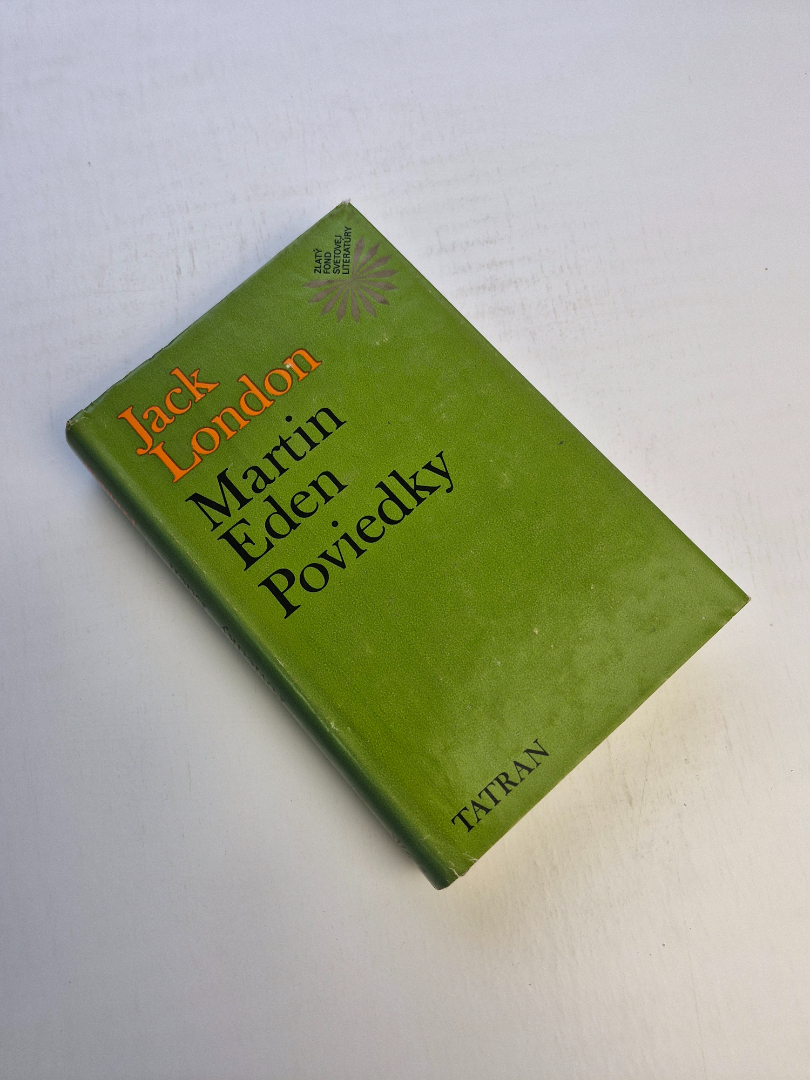 ZLATÝ
FOND
SVETOVEJ
LITERATÚRY
Jack
London
Martin
Eden
Poviedky
TATRAN